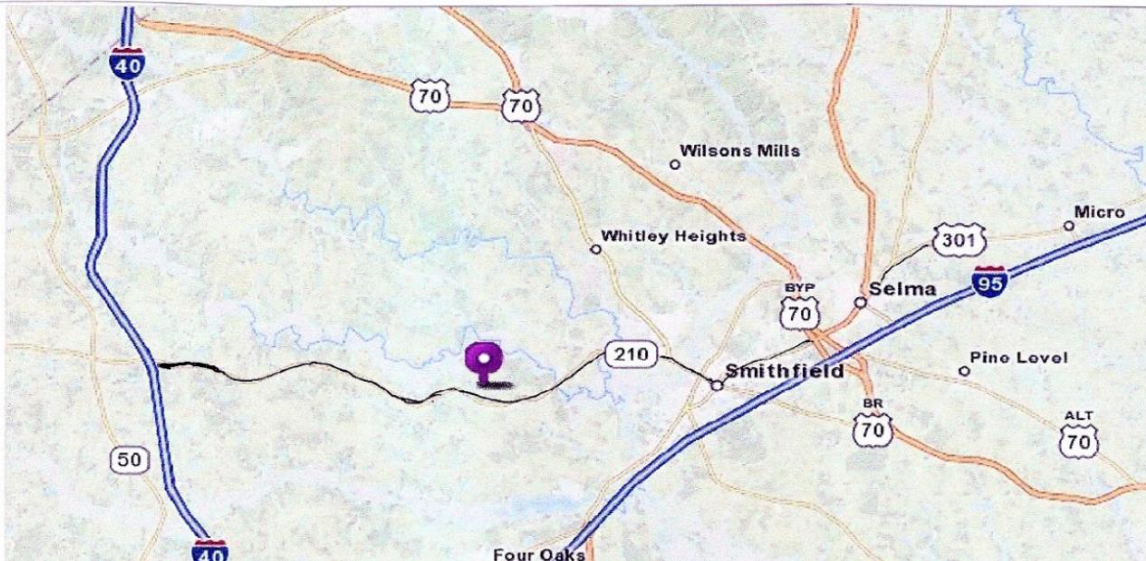 40
70
70
Wilsons Mills
Micro
Whitley Heights
301
95
BYP
70
Selma
210
Smithfield
Pine Level
BR
70
ALT
70
50
40
Four Oaks